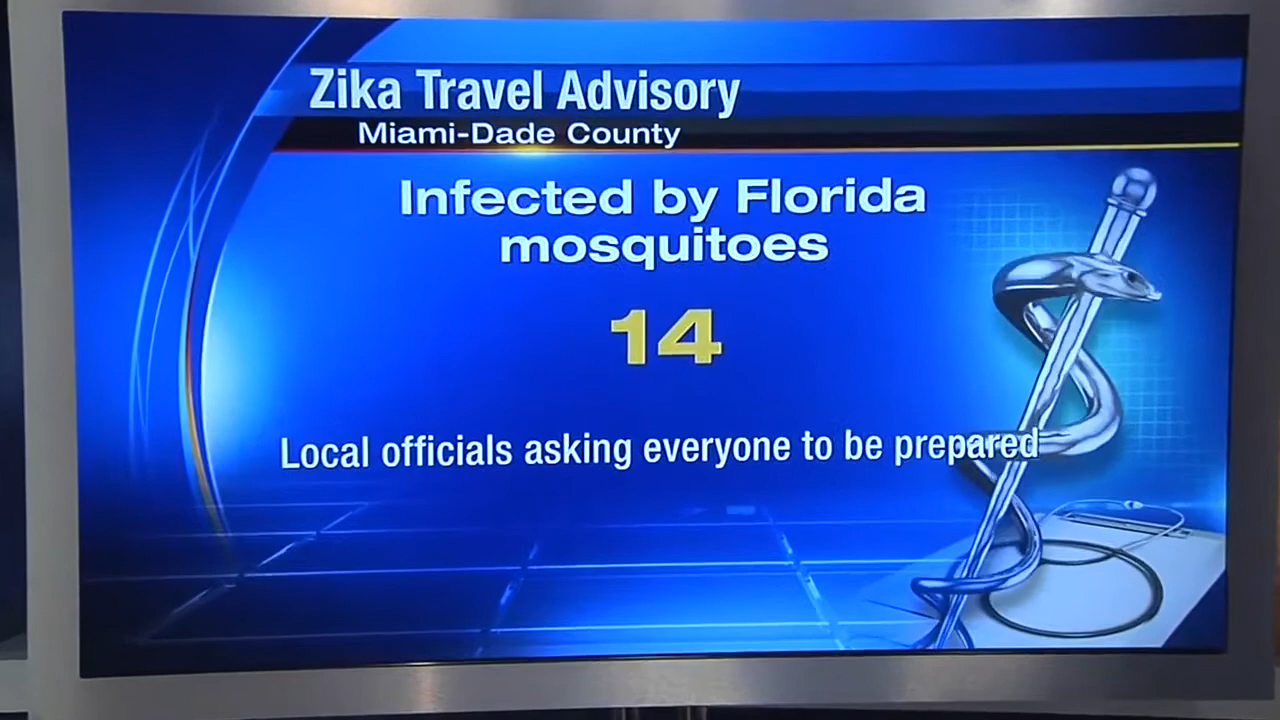 Zika Travel Advisory
Miami-Dade County
Infected by Florida
mosquitoes
14
Local officials asking everyone to be prepared